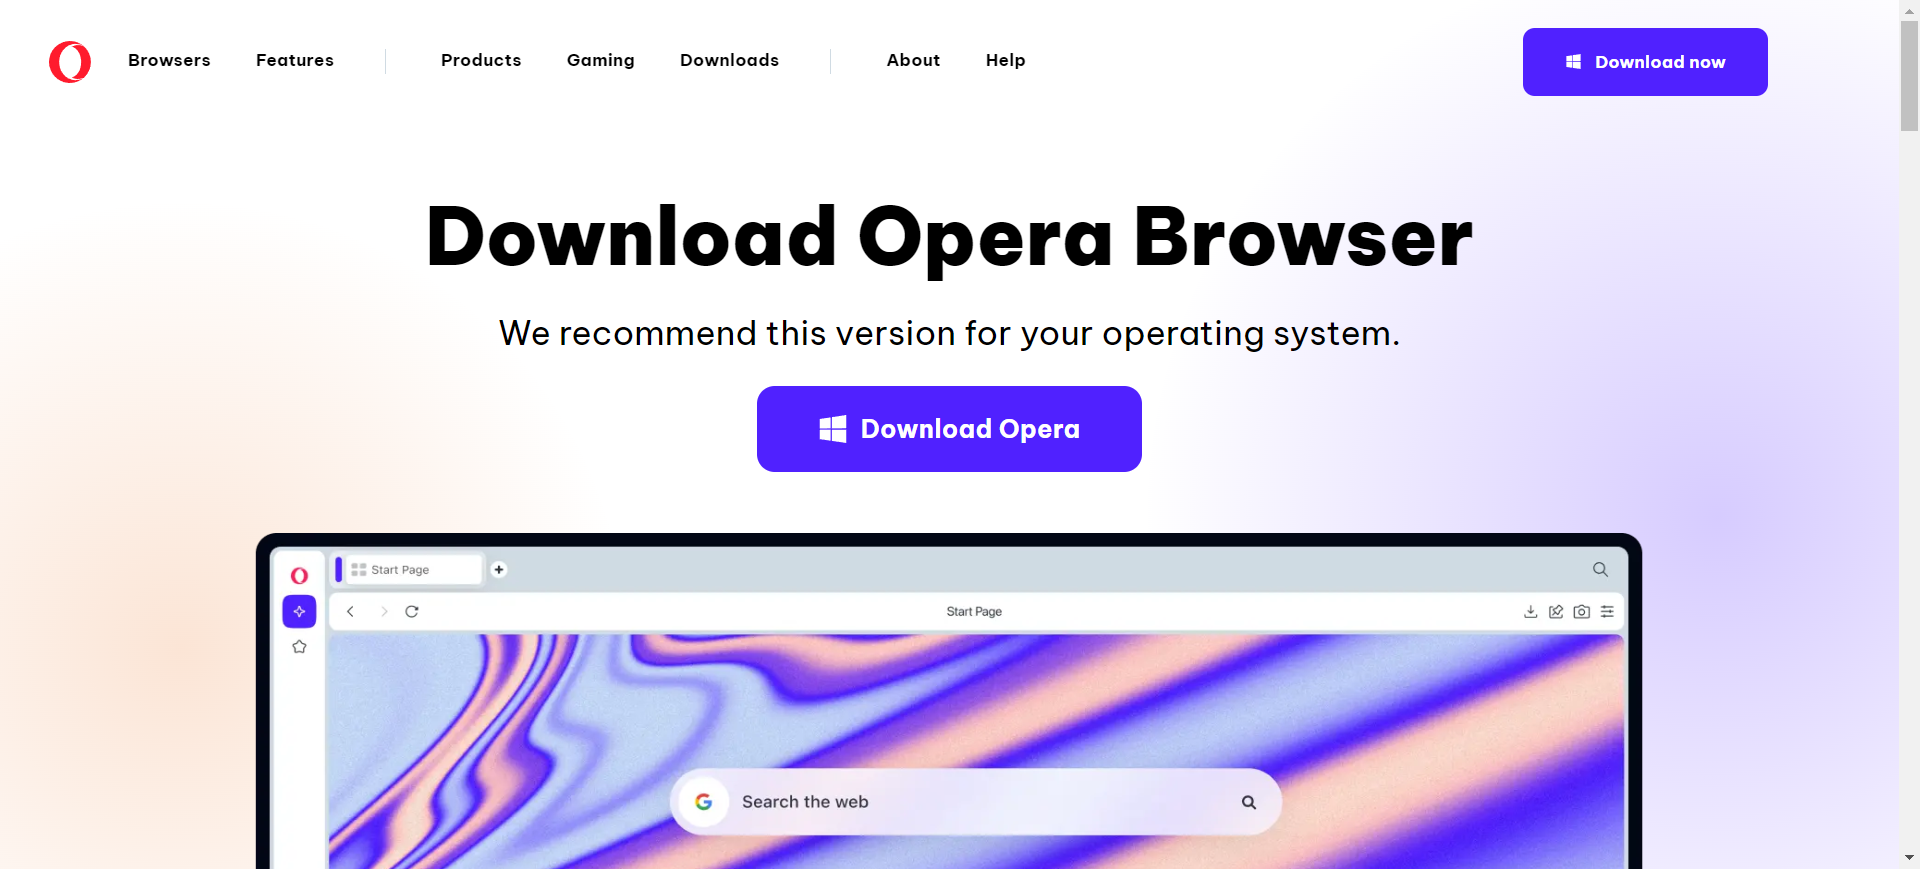 Browsers Features Products Gaming Downloads About Help Download now
Download Opera Browser
We recommend this version for your operating system.
Download Opera
Start Page
Start Page
Search the web